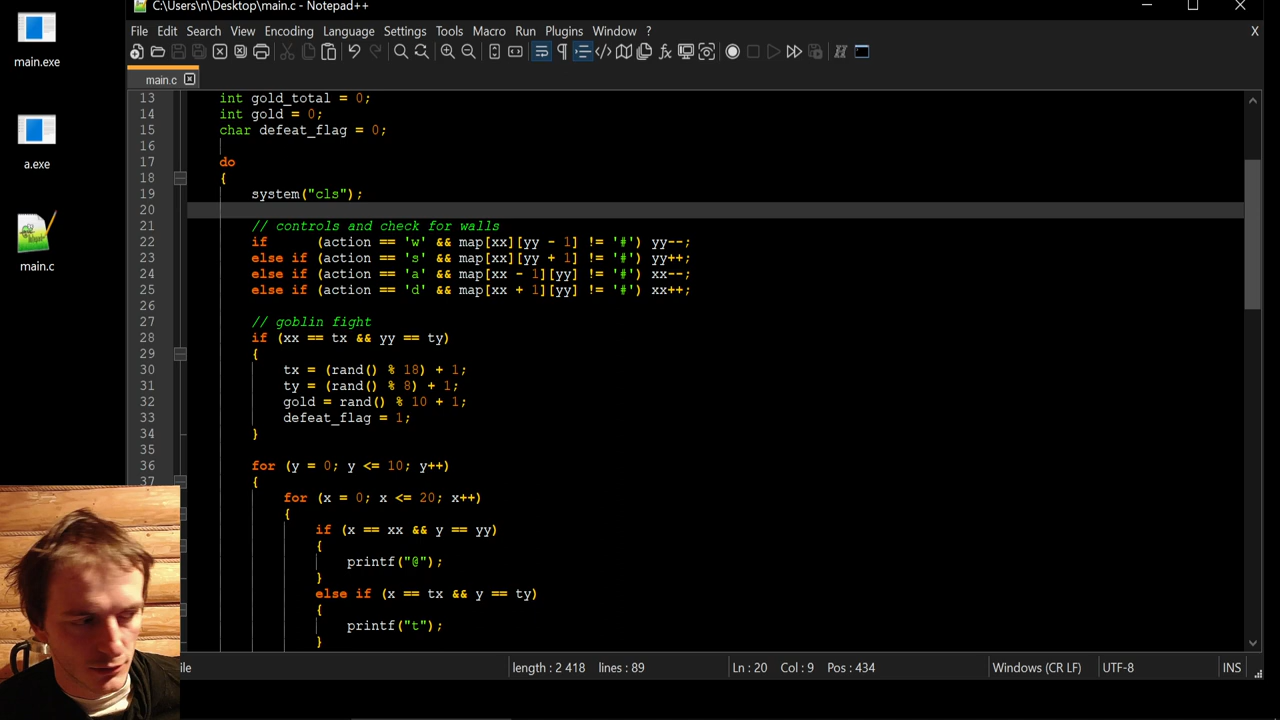 C:\Users\n\Desktop\main.c - Notepad++
main.exe
a.exe
main.c
File Edit Search View Encoding Language Settings Tools Macro Run Plugins Window ? X
main.c
13 int gold_total = 0;
14 int gold = 0;
15 char defeat_flag = 0;
16
17 do
18 {
19 system("cls");
20
21 // controls and check for walls
22 if (action == 'w' && map[xx][yy - 1] != '#') yy--;
23 else if (action == 's' && map[xx][yy + 1] != '#') yy++;
24 else if (action == 'a' && map[xx - 1][yy] != '#') xx--;
25 else if (action == 'd' && map[xx + 1][yy] != '#') xx++;
26
27 // goblin fight
28 if (xx == tx && yy == ty)
29 {
30 tx = (rand() % 18) + 1;
31 ty = (rand() % 8) + 1;
32 gold = rand() % 10 + 1;
33 defeat_flag = 1;
34 }
35
36 for (y = 0; y <= 10; y++)
37 {
for (x = 0; x <= 20; x++)
{
if (x == xx && y == yy)
{
printf("@");
}
else if (x == tx && y == ty)
{
printf("t");
}
ile length : 2 418 lines : 89 Ln : 20 Col : 9 Pos : 434 Windows (CR LF) UTF-8 INS